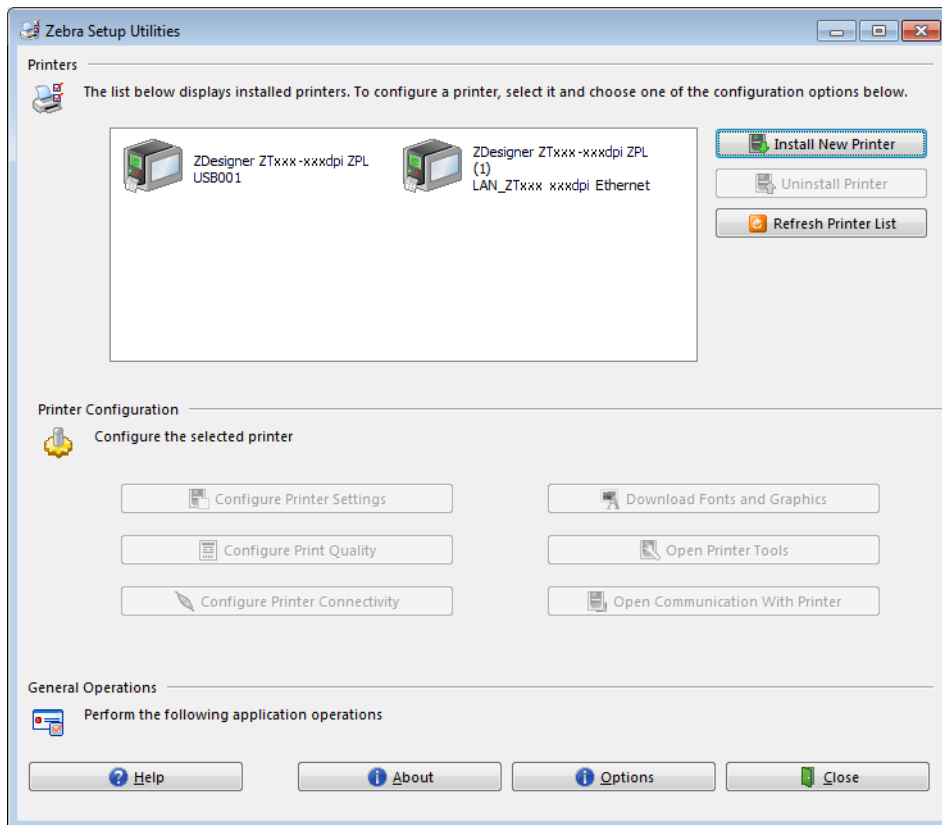 Zebra Setup Utilities
Printers
The list below displays installed printers. To configure a printer, select it and choose one of the configuration options below.
ZDesigner ZTxxx-xxxdpi ZPL
USB001
ZDesigner ZTxxx-xxxdpi ZPL
(1)
LAN_ZTxxx xxxdpi Ethernet
Install New Printer
Uninstall Printer
Refresh Printer List
Printer Configuration
Configure the selected printer
Configure Printer Settings
Download Fonts and Graphics
Configure Print Quality
Open Printer Tools
Configure Printer Connectivity
Open Communication With Printer
General Operations
Perform the following application operations
Help
About
Options
Close